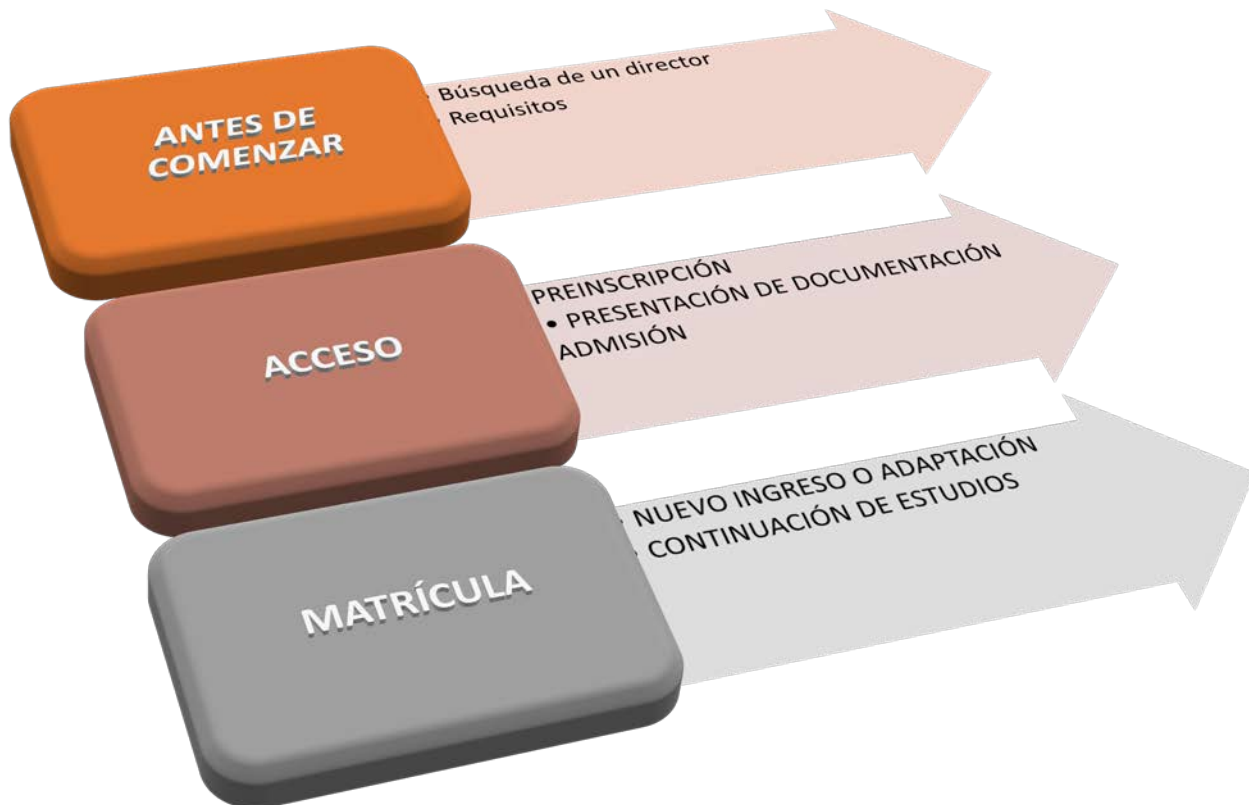 ANTES DE
COMENZAR
• Búsqueda de un director
• Requisitos
ACCESO
PREINSCRIPCIÓN
• PRESENTACIÓN DE DOCUMENTACIÓN
ADMISIÓN
MATRÍCULA
• NUEVO INGRESO O ADAPTACIÓN
• CONTINUACIÓN DE ESTUDIOS